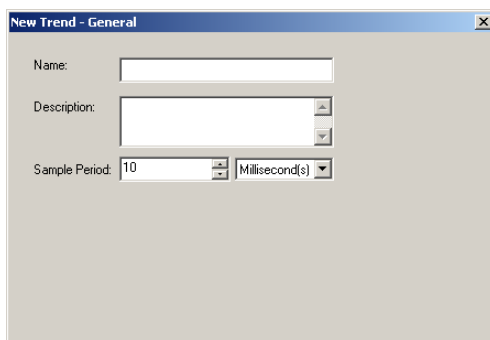 New Trend - General
Name:
Description:
Sample Period: 10 Millisecond(s)